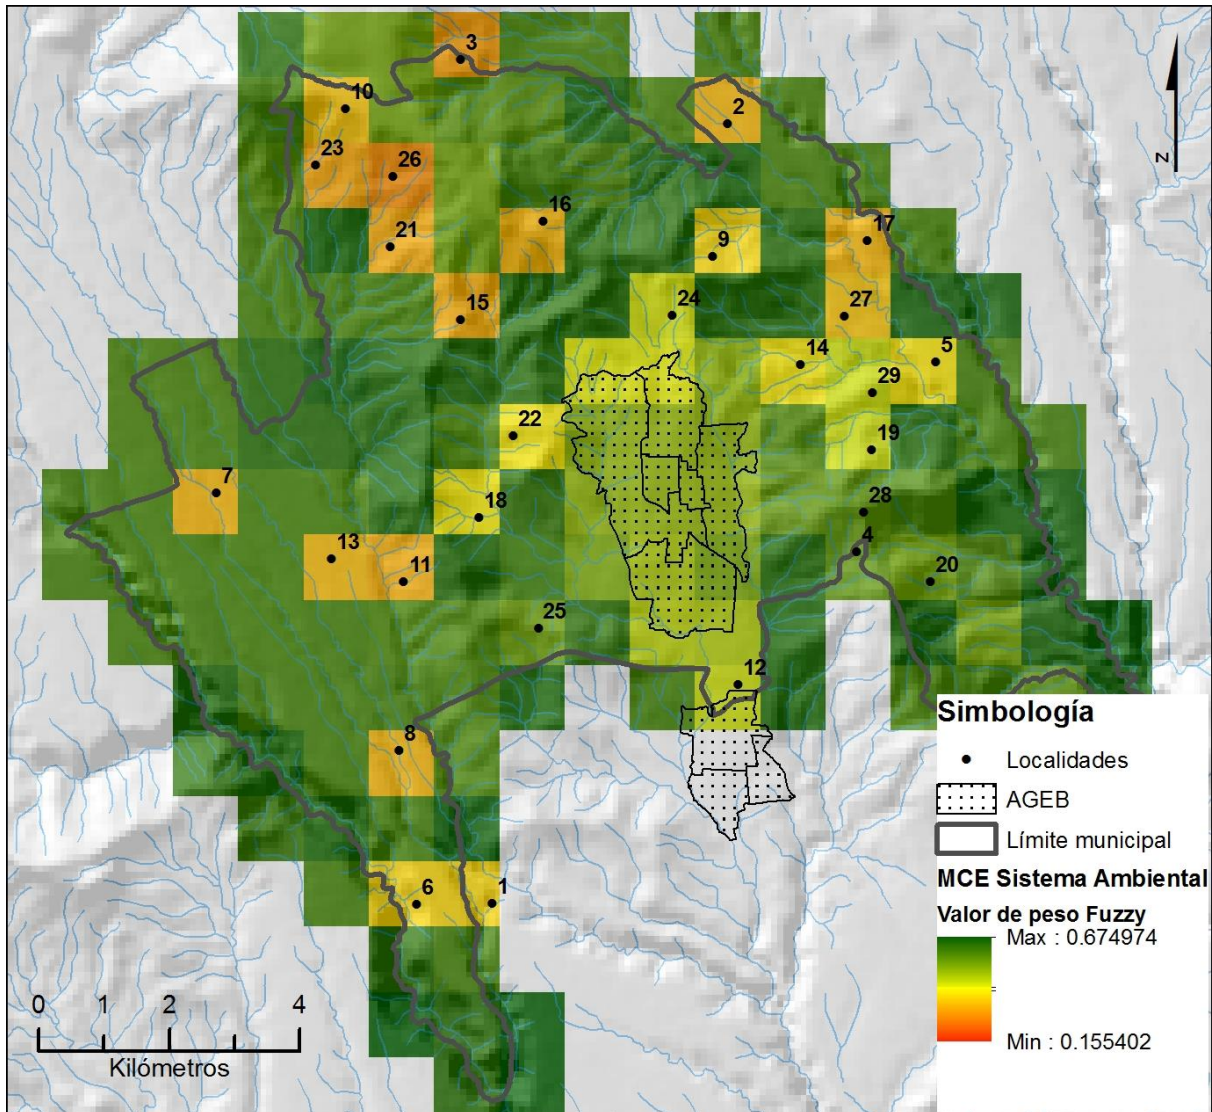 3
10
2
23
26
16
21
9
17
15
24
27
14
5
29
22
19
7
18
28
13
11
4
20
25
12
8
6
1
N
0 1 2 4
Kilómetros
Simbología
Localidades
AGEB
Límite municipal
MCE Sistema Ambiental
Valor de peso Fuzzy
Max : 0.674974
Min : 0.155402